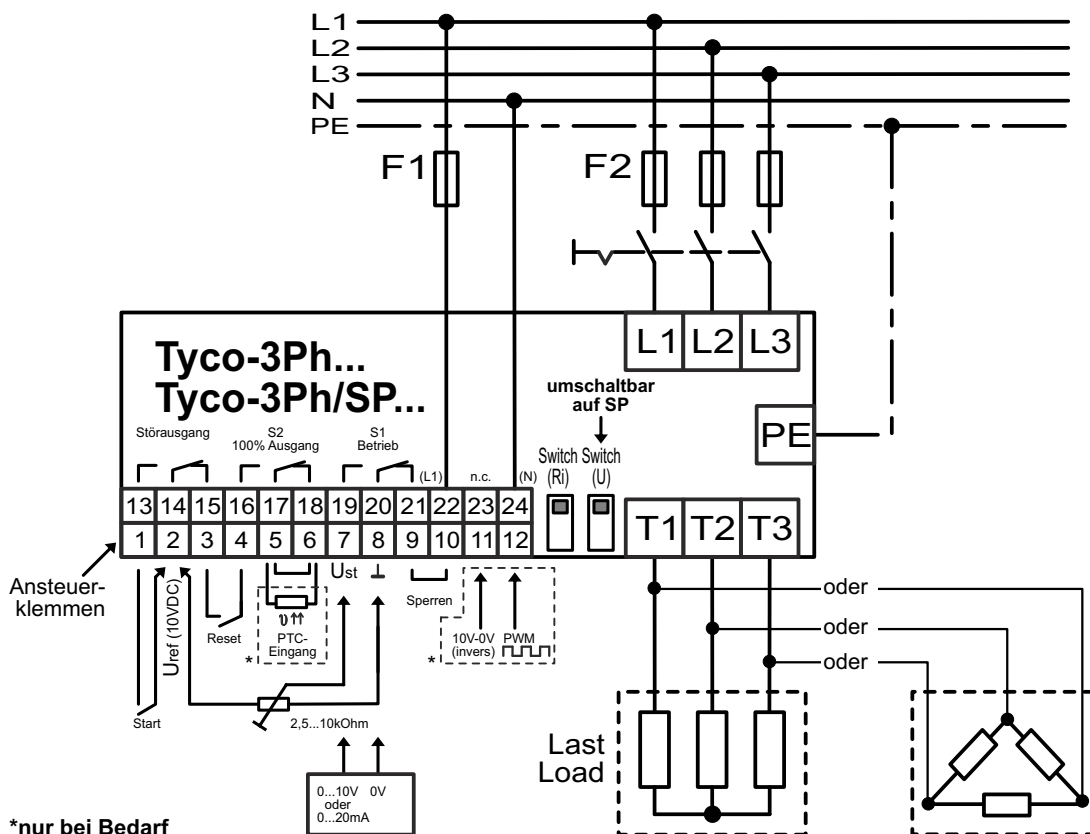 L1
L2
L3
N
PE
F1
F2
L1 L2 L3
Tyco-3Ph...
Tyco-3Ph/SP...
umschaltbar
auf SP
PE
Störausgang
S2
100% Ausgang
S1
Betrieb
(L1)
n.c.
(N)
Switch
(Ri)
Switch
(U)
13 14 15 16 17 18 19 20 21 22 23 24
1 2 3 4 5 6 7 8 9 10 11 12
T1 T2 T3
Ansteuer-
klemmen
Start
Uref (10VDC)
Reset
*
PTC-
Eingang
Ust
Sperren
*
10V-0V
(invers)
PWM
2,5...10kOhm
0...10V 0V
oder
0...20mA
oder
oder
oder
Last
Load
*nur bei Bedarf